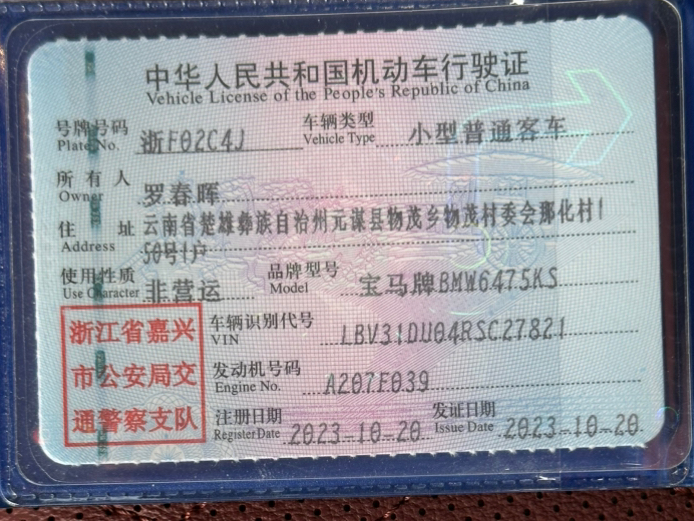 中华人民共和国机动车行驶证
Vehicle License of the People's Republic of China
号牌号码 浙F02C4J 车辆类型 小型普通客车
Plate No. Vehicle Type
所有人 罗春晖
Owner
住址 云南省楚雄彝族自治州元谋县物茂乡物茂村委会那化村1
Address 50号1户
使用性质 非营运 品牌型号 宝马牌BMW6475KS
Use Character Model
浙江省嘉兴
市公安局交
通警察支队
车辆识别代号 LBV31DU04RSC27821
VIN
发动机号码 A207F039
Engine No.
注册日期 2023-10-20 发证日期 2023-10-20
Register Date Issue Date